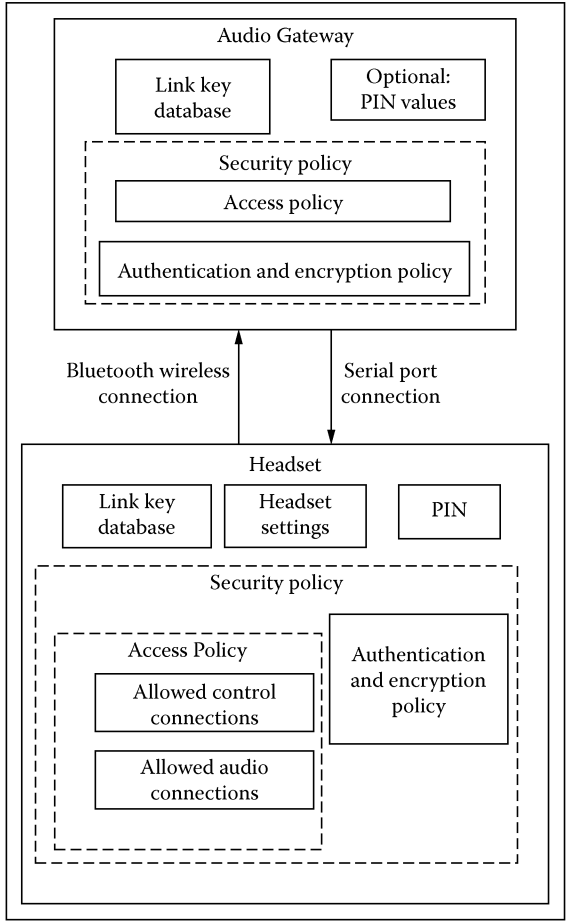 Audio Gateway
Link key
database
Optional:
PIN values
Security policy
Access policy
Authentication and encryption policy
Bluetooth wireless
connection
Serial port
connection
Headset
Link key
database
Headset
settings
PIN
Security policy
Access Policy
Allowed control
connections
Allowed audio
connections
Authentication
and encryption
policy